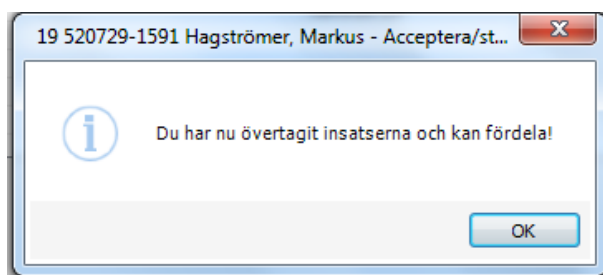 19 520729-1591 Hagströmer, Markus - Acceptera/st...
Du har nu övertagit insatserna och kan fördela!
OK